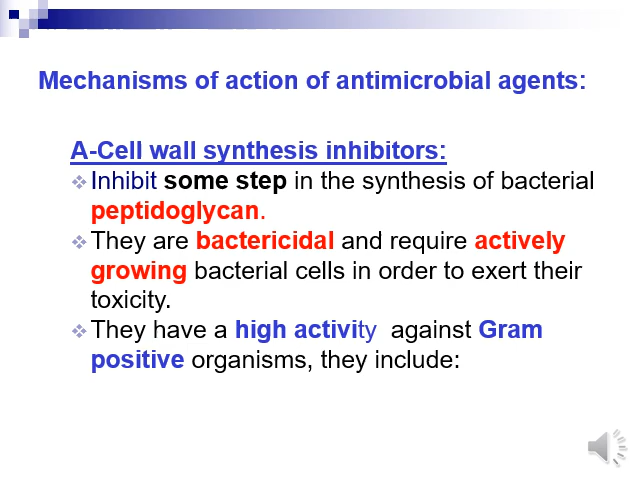 Mechanisms of action of antimicrobial agents:
A-Cell wall synthesis inhibitors:
Inhibit some step in the synthesis of bacterial
peptidoglycan.
They are bactericidal and require actively
growing bacterial cells in order to exert their
toxicity.
They have a high activity against Gram
positive organisms, they include: